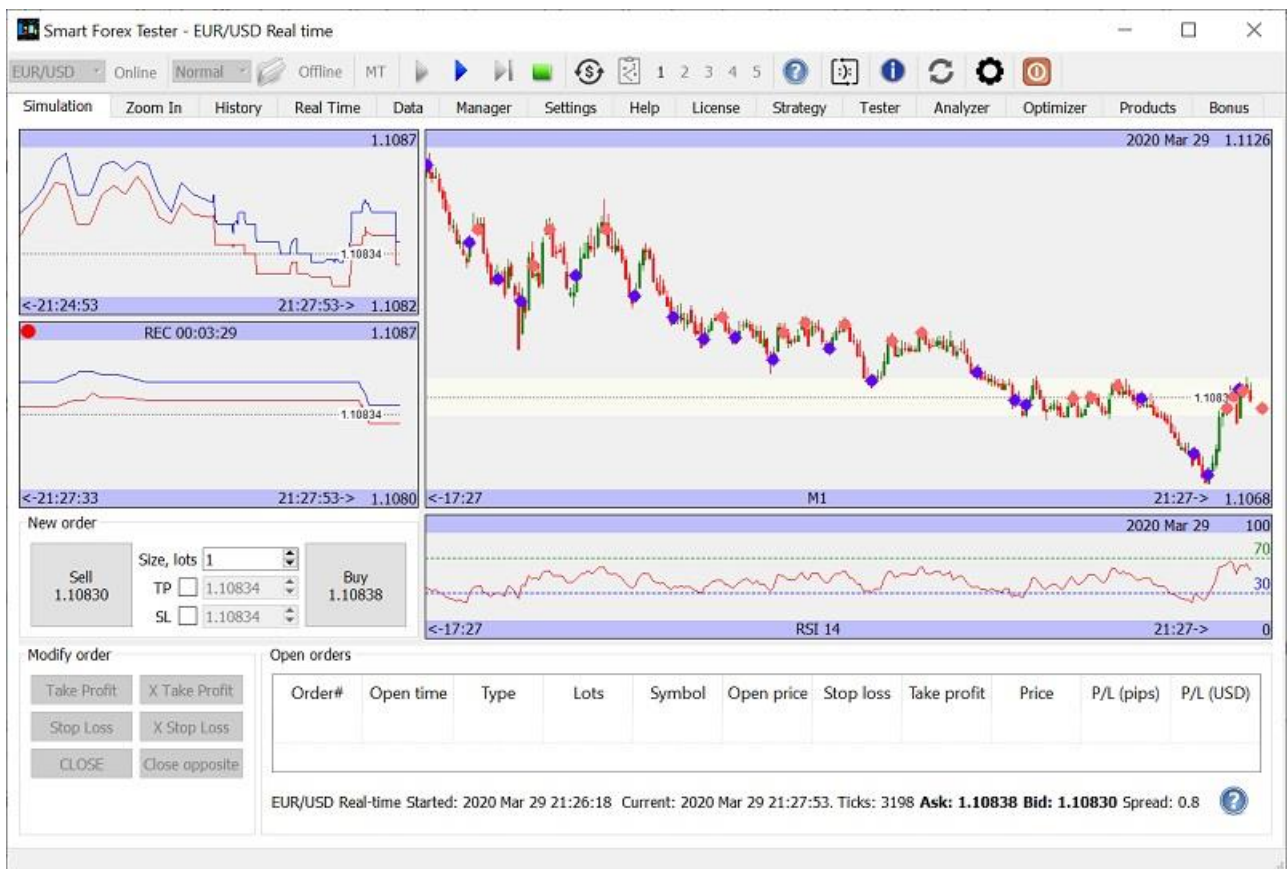 Smart Forex Tester - EUR/USD Real time
EUR/USD Online Normal Offline MT 1 2 3 4 5
Simulation Zoom In History Real Time Data Manager Settings Help License Strategy Tester Analyzer Optimizer Products Bonus
1.1087
1.10834
<-21:24:53 21:27:53-> 1.1082
REC 00:03:29 1.1087
1.10834
<-21:27:33 21:27:53-> 1.1080
2020 Mar 29 1.1126
<-17:27 M1 21:27-> 1.1068
2020 Mar 29 100
70
30
<-17:27 RSI 14 21:27-> 0
New order
Sell
1.10830
Size, lots 1
TP 1.10834
SL 1.10834
Buy
1.10838
Modify order
Take Profit X Take Profit
Stop Loss X Stop Loss
CLOSE Close opposite
Open orders
Order# Open time Type Lots Symbol Open price Stop loss Take profit Price P/L (pips) P/L (USD)
EUR/USD Real-time Started: 2020 Mar 29 21:26:18 Current: 2020 Mar 29 21:27:53. Ticks: 3198 Ask: 1.10838 Bid: 1.10830 Spread: 0.8